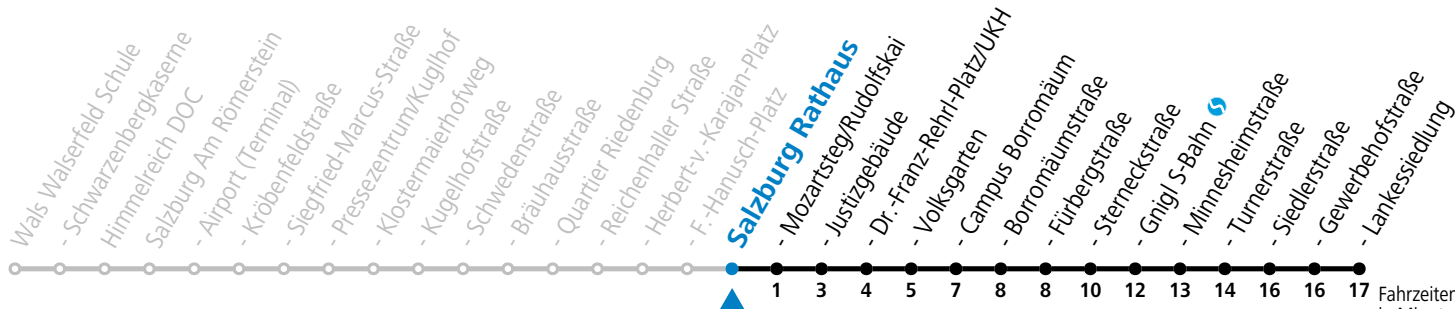 Wals Walserfeld Schule
- Schwarzenbergkaserne
Himmelreich DOC
Salzburg Am Römerstein
- Airport (Terminal)
- Kröbenfeldstraße
- Siegfried-Marcus-Straße
- Pressezentrum/Kuglhof
- Klostermaierhofweg
- Kugelhofstraße
- Schwedenstraße
- Bräuhausstraße
- Quartier Riedenburg
- Reichenhaller Straße
- Herbert-v.-Karajan-Platz
- F.-Hanusch-Platz
Salzburg Rathaus
- Mozartsteg/Rudolfskai
- Justizgebäude
- Dr.-Franz-Rehrl-Platz/UKH
- Volksgarten
- Campus Borromäum
- Borromäumstraße
- Fürbergstraße
- Sterneckstraße
- Gnigl S-Bahn
- Minnesheimstraße
- Turnerstraße
- Siedlerstraße
- Gewerbehofstraße
- Lankessiedlung
1 3 4 5 7 8 8 10 12 13 14 16 16 17 Fahrzeiten